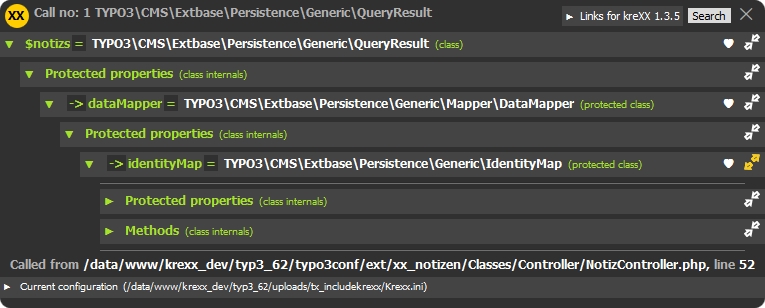 XX Call no: 1 TYPO3\CMS\Extbase\Persistence\Generic\QueryResult ▶ Links for kreXX 1.3.5 Search
▼ $notizs = TYPO3\CMS\Extbase\Persistence\Generic\QueryResult (class)
▼ Protected properties (class internals)
▼ -> dataMapper = TYPO3\CMS\Extbase\Persistence\Generic\Mapper\DataMapper (protected class)
▼ Protected properties (class internals)
▼ -> identityMap = TYPO3\CMS\Extbase\Persistence\Generic\IdentityMap (protected class)
▶ Protected properties (class internals)
▶ Methods (class internals)
Called from /data/www/krexx_dev/typ3_62/typo3conf/ext/xx_notizen/Classes/Controller/NotizController.php, line 52
▶ Current configuration (/data/www/krexx_dev/typ3_62/uploads/tx_includekrexx/Krexx.ini)